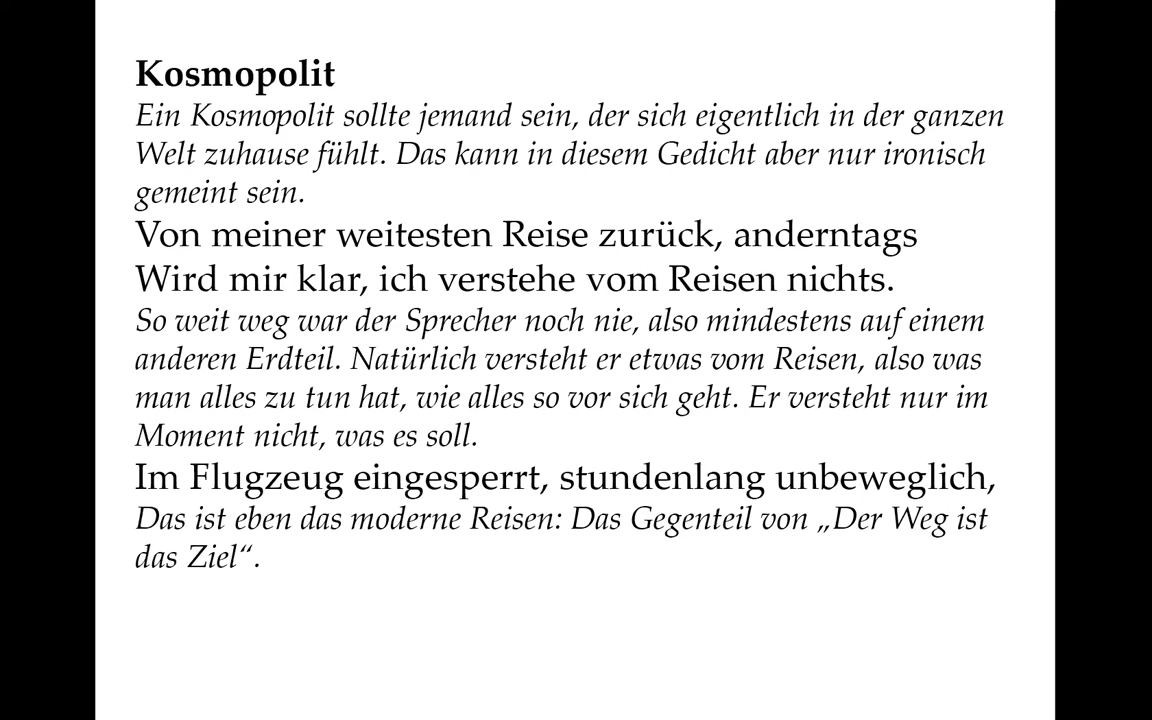 Kosmopolit
Ein Kosmopolit sollte jemand sein, der sich eigentlich in der ganzen
Welt zuhause fühlt. Das kann in diesem Gedicht aber nur ironisch
gemeint sein.
Von meiner weitesten Reise zurück, anderntags
Wird mir klar, ich verstehe vom Reisen nichts.
So weit weg war der Sprecher noch nie, also mindestens auf einem
anderen Erdteil. Natürlich versteht er etwas vom Reisen, also was
man alles zu tun hat, wie alles so vor sich geht. Er versteht nur im
Moment nicht, was es soll.
Im Flugzeug eingesperrt, stundenlang unbeweglich,
Das ist eben das moderne Reisen: Das Gegenteil von „Der Weg ist
das Ziel“.